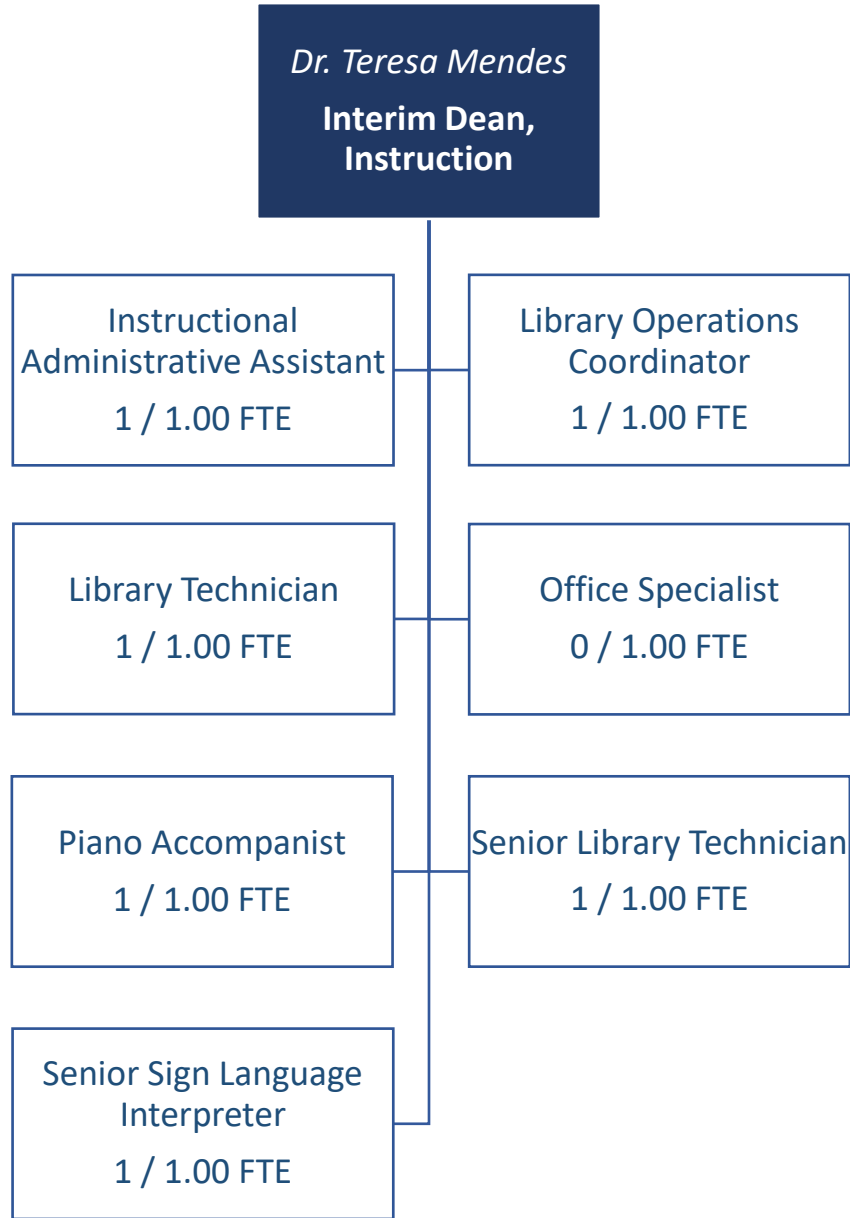 Dr. Teresa Mendes
Interim Dean,
Instruction
Instructional
Administrative Assistant
1 / 1.00 FTE
Library Operations
Coordinator
1 / 1.00 FTE
Library Technician
1 / 1.00 FTE
Office Specialist
0 / 1.00 FTE
Piano Accompanist
1 / 1.00 FTE
Senior Library Technician
1 / 1.00 FTE
Senior Sign Language
Interpreter
1 / 1.00 FTE